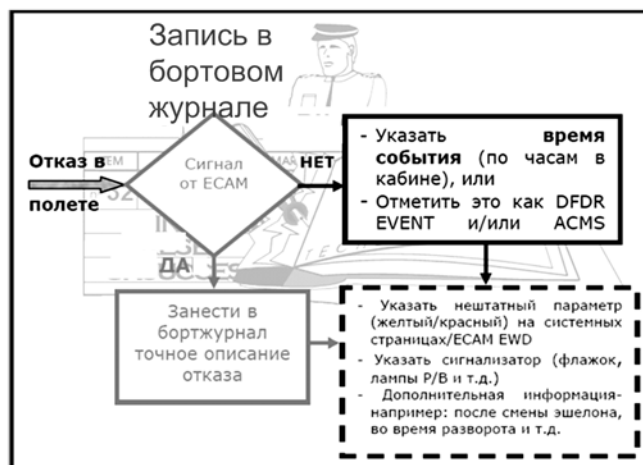 Запись в
бортовом
журнале
Отказ в
полете
Сигнал
от ECAM
НЕТ
ДА
- Указать время
события (по часам в
кабине), или
- Отметить это как DFDR
EVENT и/или ACMS
Занести в
бортжурнал
точное описание
отказа
- Указать нештатный параметр
(желтый/красный) на системных
страницах/ECAM EWD
- Указать сигнализатор (флажок,
лампы P/B и т.д.)
- Дополнительная информация-
например: после смены эшелона,
во время разворота и т.д.